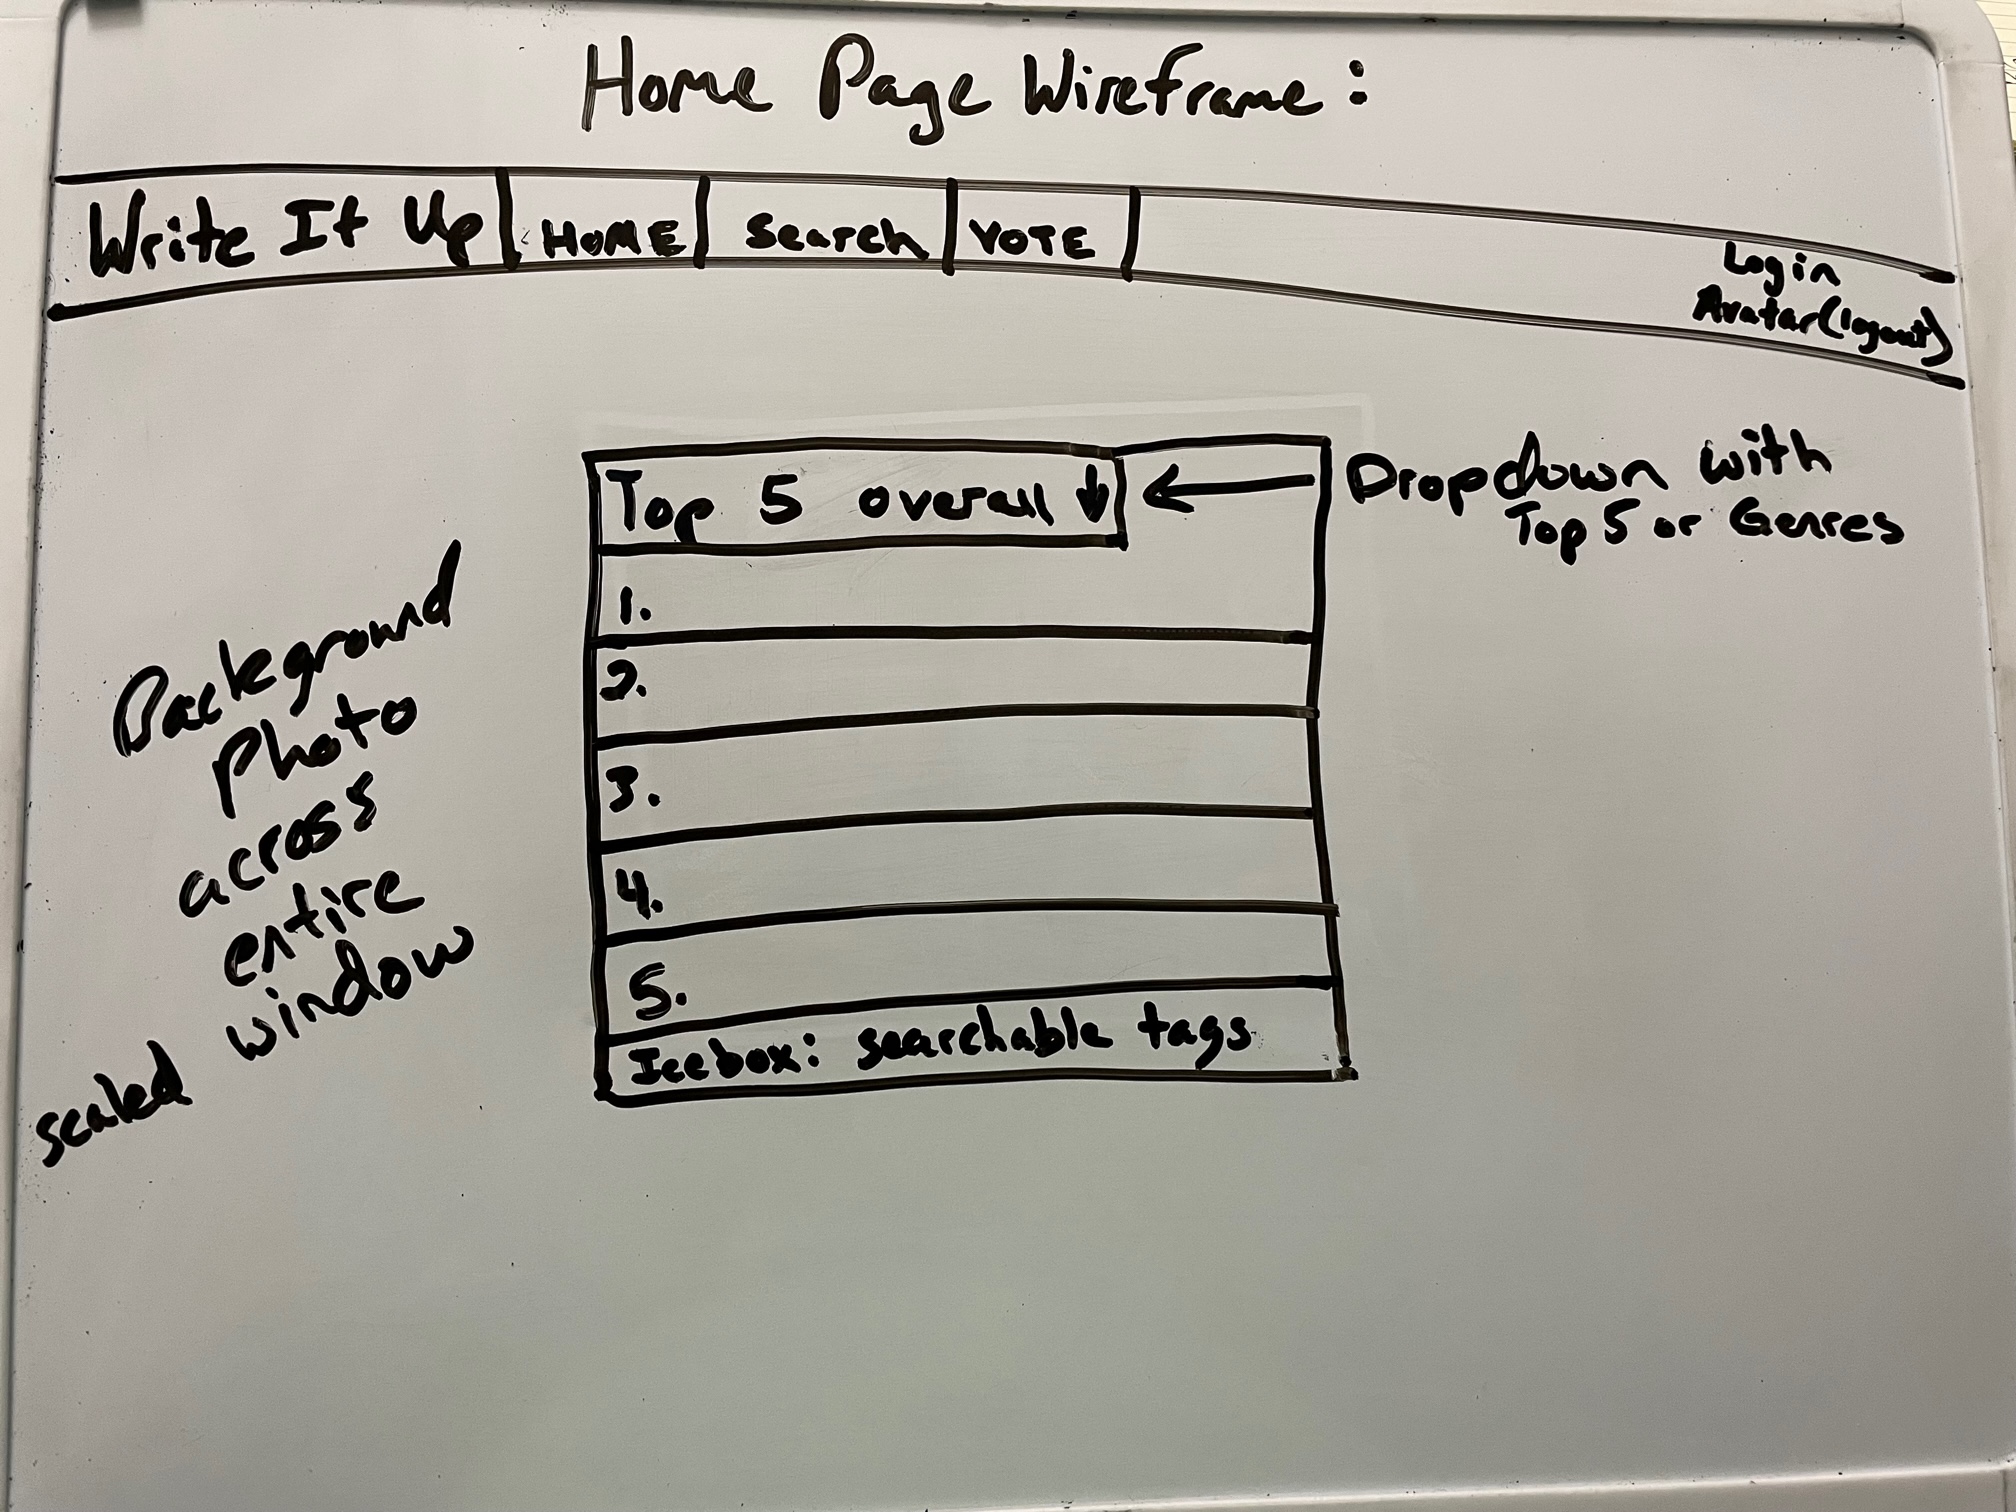 Home Page Wireframe:
Write It Up HOME Search VOTE
Login
Avatar(logout)
Top 5 overall ↓
Dropdown with
Top 5 or Genres
1.
2.
3.
4.
5.
Icebox: searchable tags
Background
Photo
across
entire
window
scaled